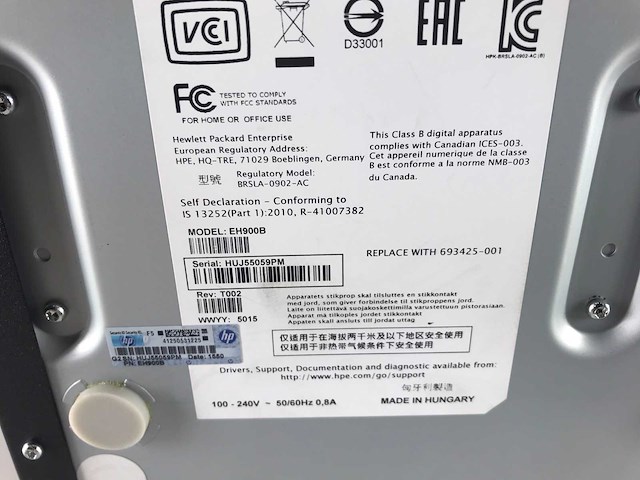 VCI
D33001
EAC
HPK-BRSLA-0902-AC (B)
FC TESTED TO COMPLY
WITH FCC STANDARDS
FOR HOME OR OFFICE USE
Hewlett Packard Enterprise
European Regulatory Address:
HPE, HQ-TRE, 71029 Boeblingen, Germany
型號 Regulatory Model:
BRSLA-0902-AC
This Class B digital apparatus
complies with Canadian ICES-003.
Cet appareil numerique de la classe
B est conforme a la norme NMB-003
du Canada.
Self Declaration - Conforming to
IS 13252(Part 1):2010, R-41007382
MODEL: EH900B
Serial: HUJ55059PM
REPLACE WITH 693425-001
Rev: T002
WWYY: 5015
Apparatets stikprop skal tilsluttes en stikkontakt
med jord, som giver forbindelse til stikproppens jord.
Laite on liitettävä suojakoskettimilla varustettuun pistorasiaan.
Apparatet må tilkoples jordet stikkontakt
Apparaten skall anslutas till jordat uttag
仅适用于在海拔两千米及以下地区安全使用
仅适用于非热带气候条件下安全使用
hp
hp
SN: HUJ55059PM Date: 1550
PN: EH900B
Drivers, Support, Documentation and diagnostic available from:
http://www.hpe.com/go/support
匈牙利製造
100 - 240V ~ 50/60Hz 0,8A
MADE IN HUNGARY